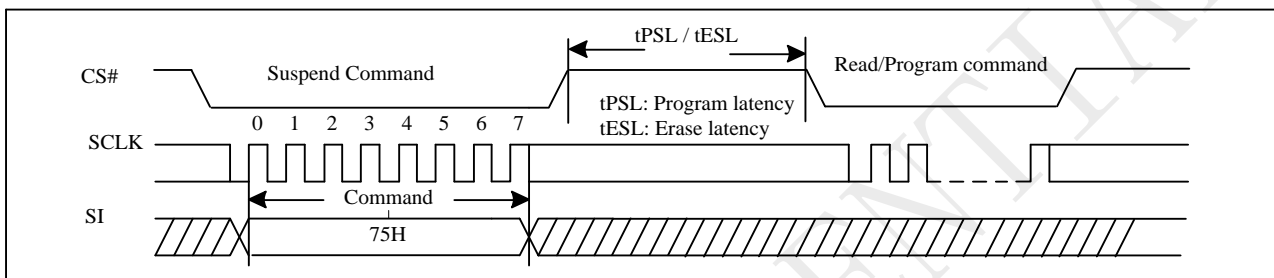 tPSL / tESL
CS#
Suspend Command
Read/Program command
tPSL: Program latency
tESL: Erase latency
0 1 2 3 4 5 6 7
SCLK
Command
SI
75H